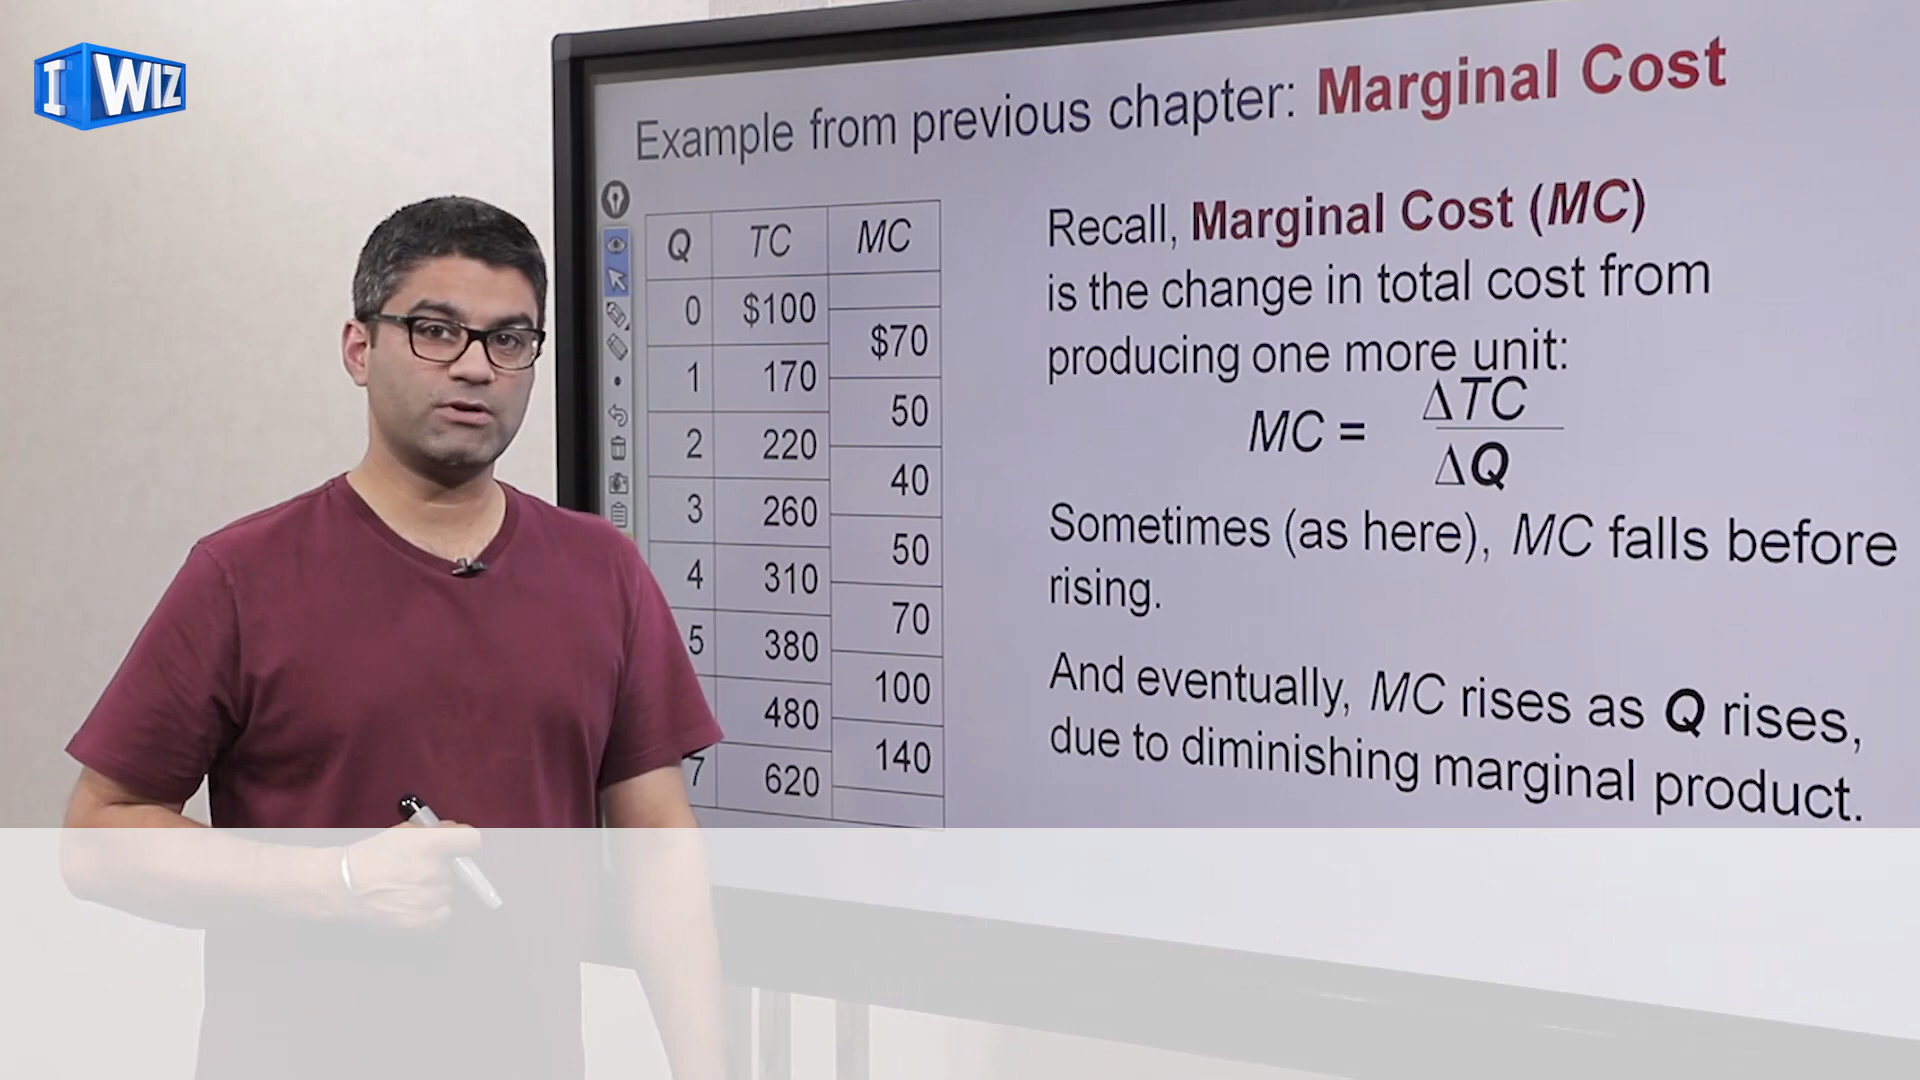 I WIZ
Example from previous chapter: Marginal Cost
Q TC MC
0 $100
$70
1 170
50
2 220
40
3 260
50
4 310
70
5 380
100
480
140
7 620
Recall, Marginal Cost (MC)
is the change in total cost from
producing one more unit:
MC = ΔTC
ΔQ
Sometimes (as here), MC falls before
rising.
And eventually, MC rises as Q rises,
due to diminishing marginal product.